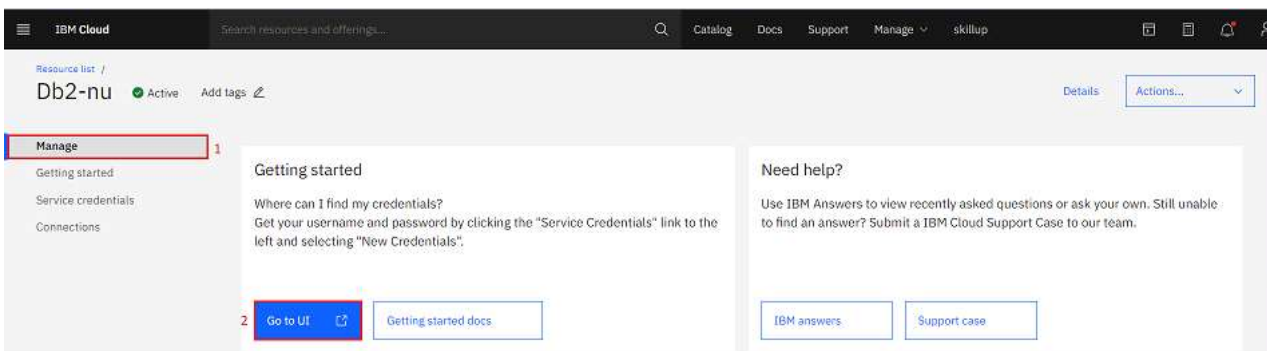 IBM Cloud
Search resources and offerings...
Catalog
Docs
Support
Manage
skillup
Resource list /
Db2-nu
Active
Add tags
Details
Actions...
Manage
1
Getting started
Service credentials
Connections
Getting started
Where can I find my credentials?
Get your username and password by clicking the "Service Credentials" link to the
left and selecting "New Credentials".
2
Go to UI
Getting started docs
Need help?
Use IBM Answers to view recently asked questions or ask your own. Still unable
to find an answer? Submit a IBM Cloud Support Case to our team.
IBM answers
Support case